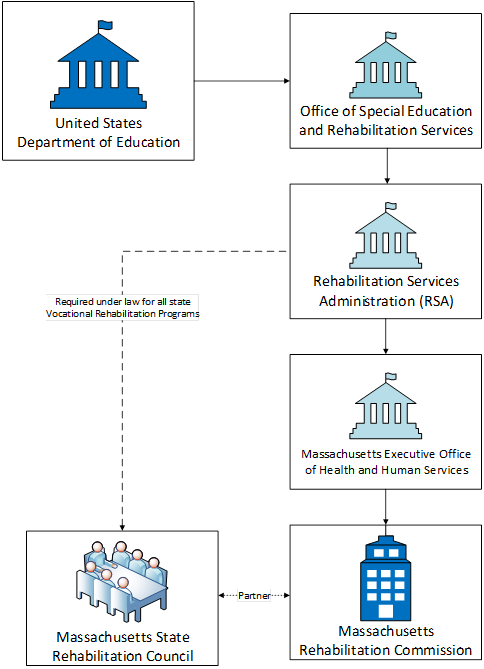 United States
Department of Education
Office of Special Education
and Rehabilitation Services
Rehabilitation Services
Administration (RSA)
Required under law for all state
Vocational Rehabilitation Programs
Massachusetts Executive Office
of Health and Human Services
Partner
Massachusetts State
Rehabilitation Council
Massachusetts
Rehabilitation Commission